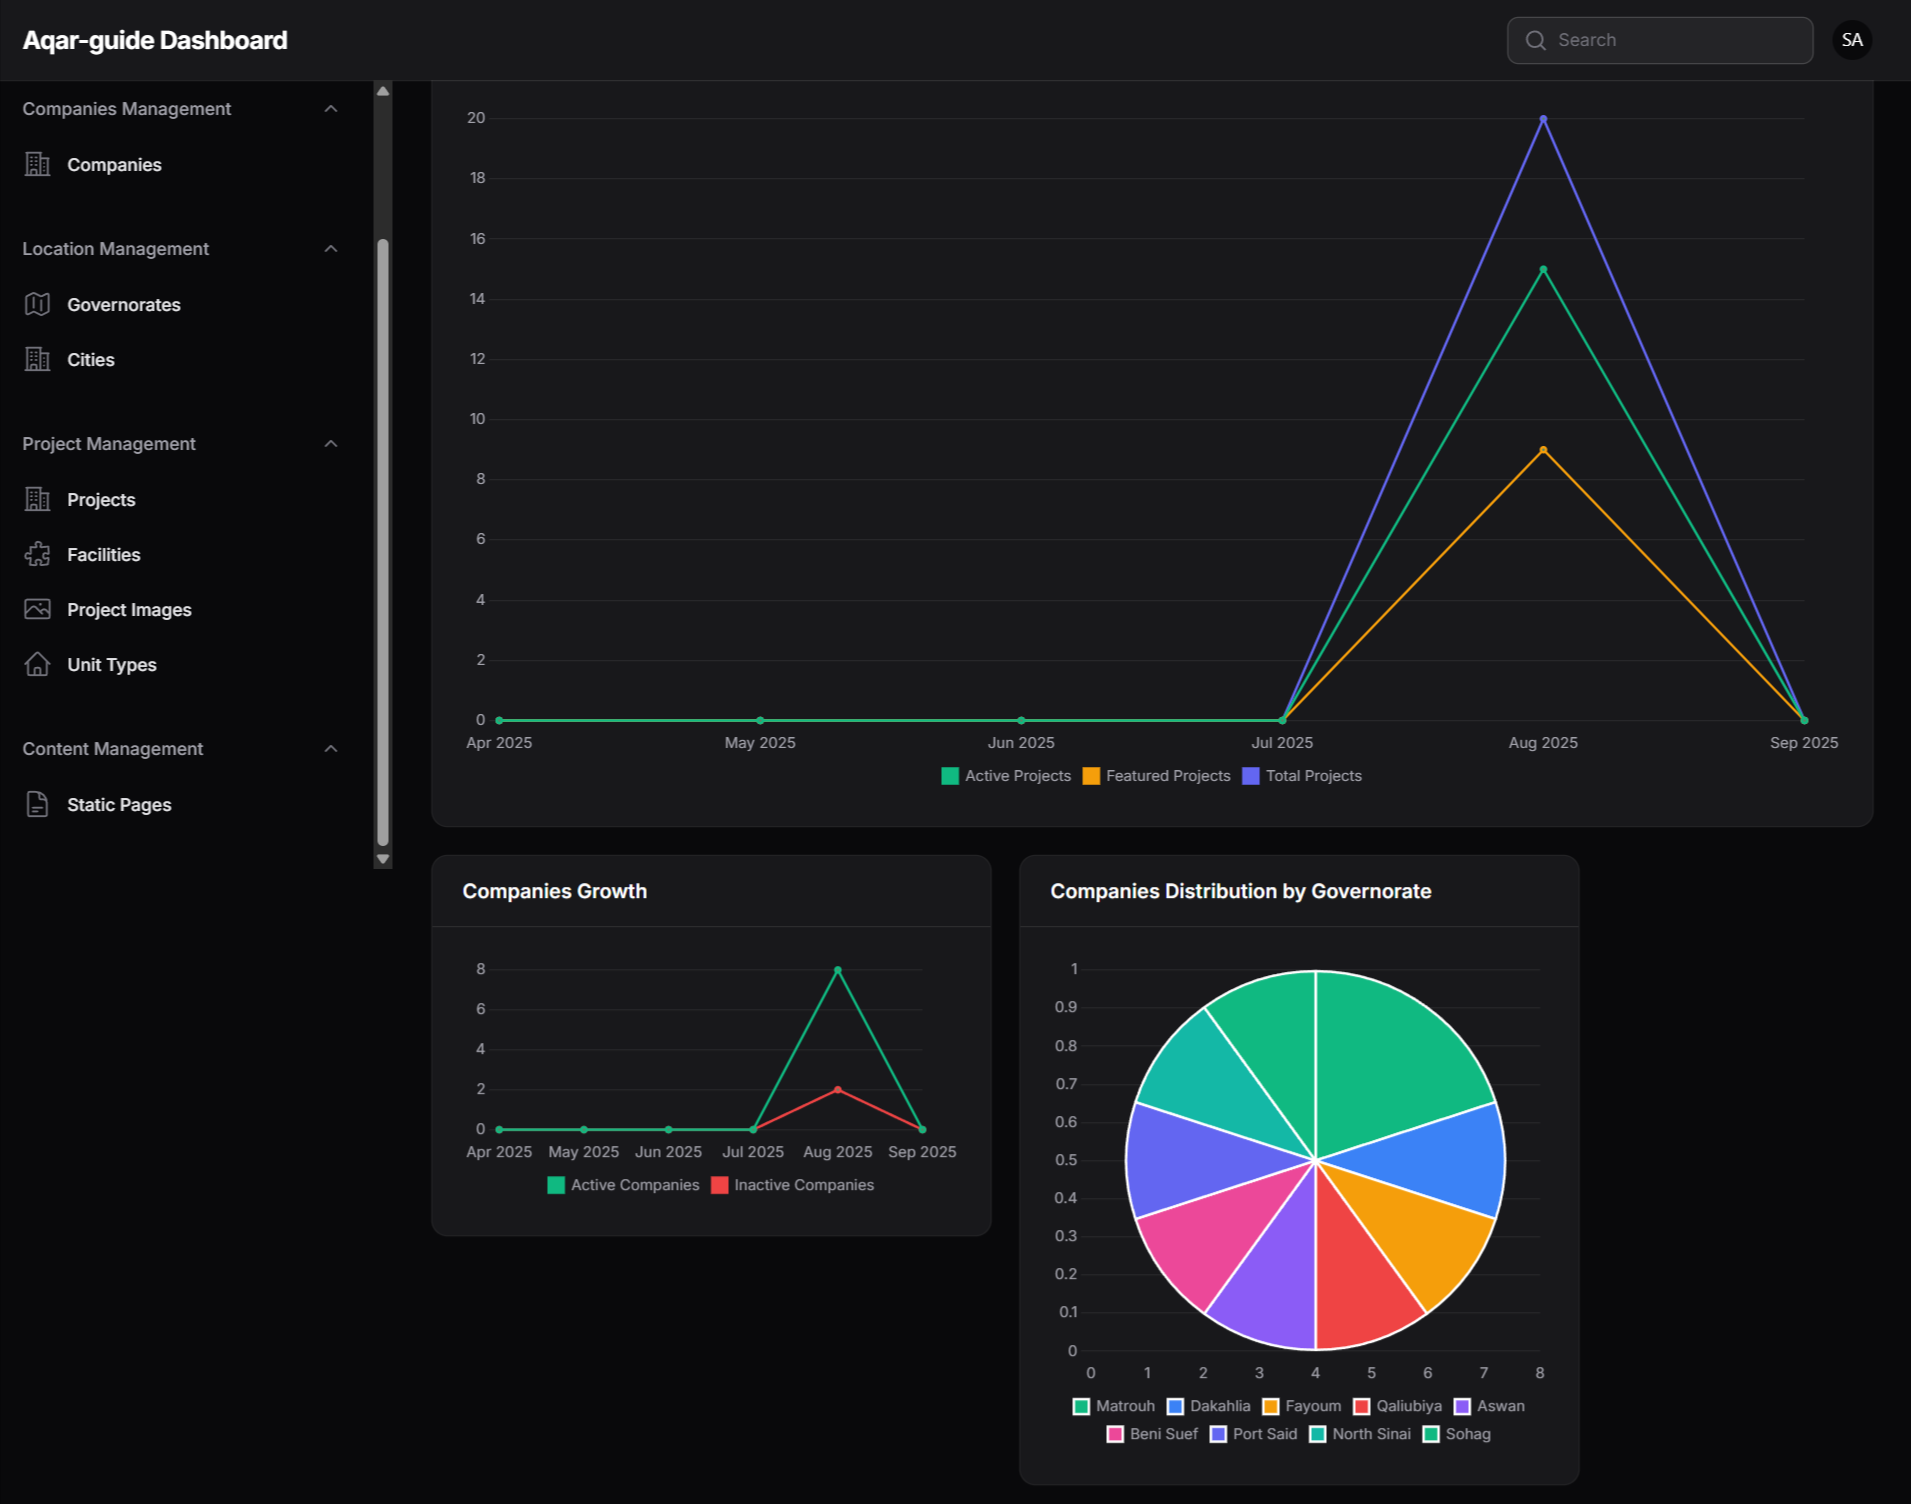 Aqar-guide Dashboard
Search
SA
Companies Management
Companies
Location Management
Governorates
Cities
Project Management
Projects
Facilities
Project Images
Unit Types
Content Management
Static Pages
20
18
16
14
12
10
8
6
4
2
0
Apr 2025 May 2025 Jun 2025 Jul 2025 Aug 2025 Sep 2025
Active Projects Featured Projects Total Projects
Companies Growth
8
6
4
2
0
Apr 2025 May 2025 Jun 2025 Jul 2025 Aug 2025 Sep 2025
Active Companies Inactive Companies
Companies Distribution by Governorate
1
0.9
0.8
0.7
0.6
0.5
0.4
0.3
0.2
0.1
0
0 1 2 3 4 5 6 7 8
Matrouh Dakahlia Fayoum Qaliubiya Aswan
Beni Suef Port Said North Sinai Sohag